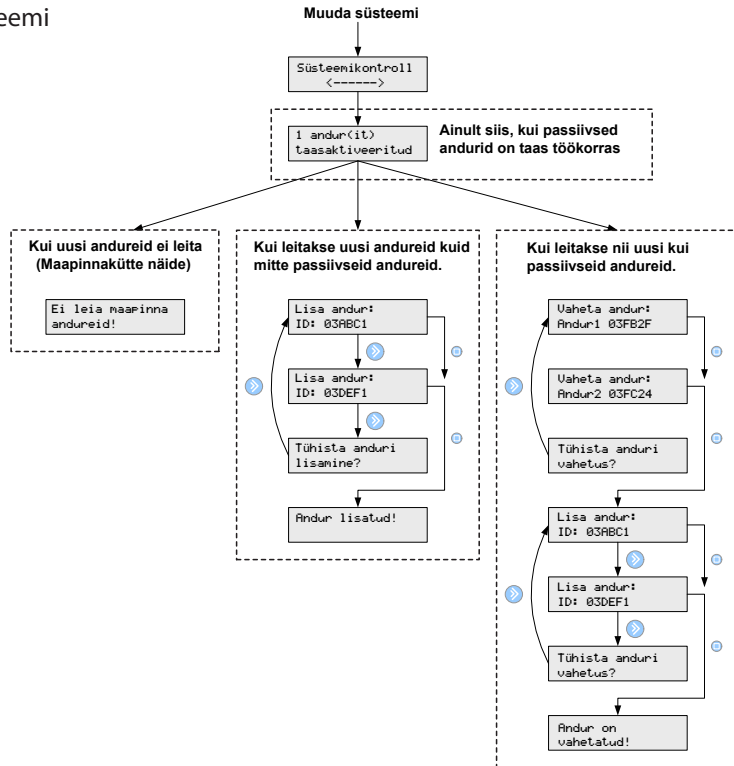 eemi
Muuda süsteemi
Süsteemikontroll
<------>
1 andur(it)
taasaktiveeritud
Ainult siis, kui passiivsed
andurid on taas töökorras
Kui uusi andureid ei leita
(Maapinnakütte näide)
Ei leia maapinna
andureid!
Kui leitakse uusi andureid kuid
mitte passiivseid andureid.
Lisa andur:
ID: 03ABC1
Lisa andur:
ID: 03DEF1
Tühista anduri
lisamine?
Andur lisatud!
Kui leitakse nii uusi kui
passiivseid andureid.
Vaheta andur:
Andur1 03FB2F
Vaheta andur:
Andur2 03FC24
Tühista anduri
vahetus?
Lisa andur:
ID: 03ABC1
Lisa andur:
ID: 03DEF1
Tühista anduri
vahetus?
Andur on
vahetatud!